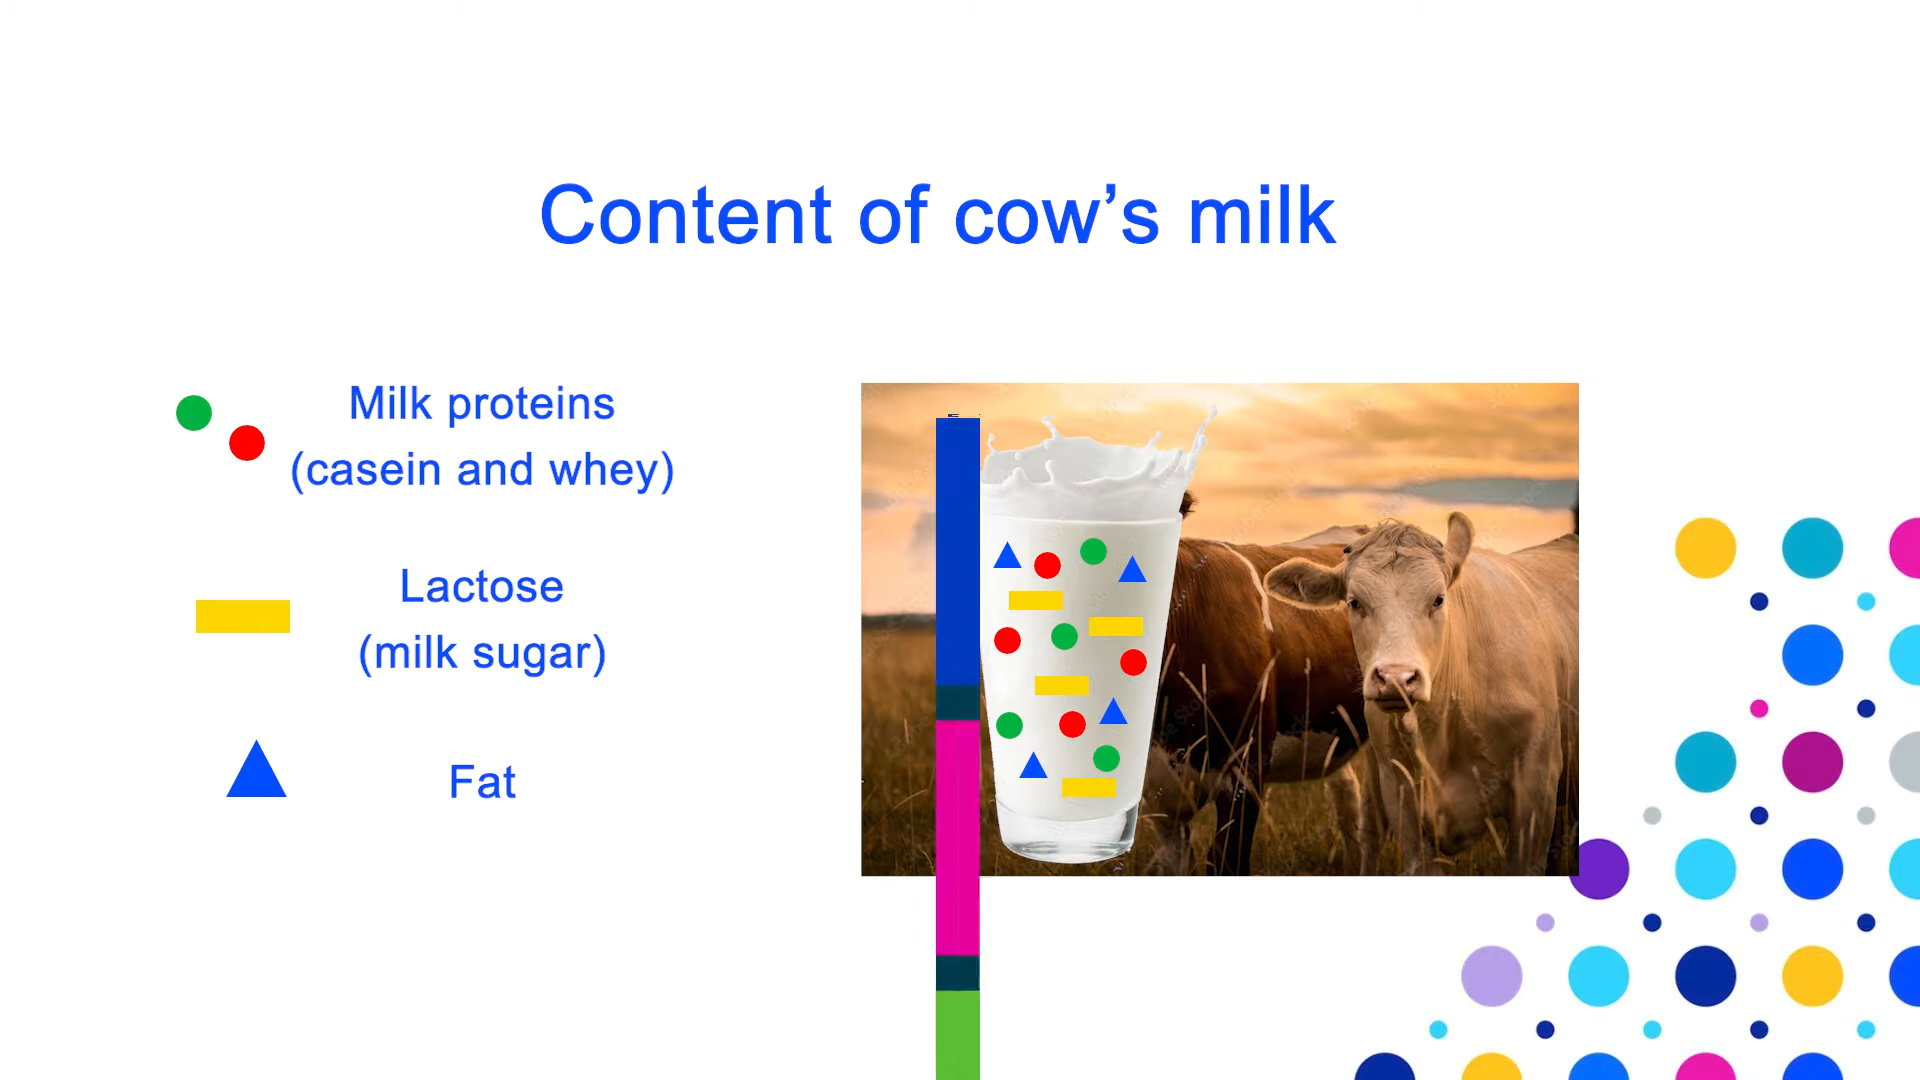 Content of cow’s milk
Milk proteins
(casein and whey)
Lactose
(milk sugar)
Fat